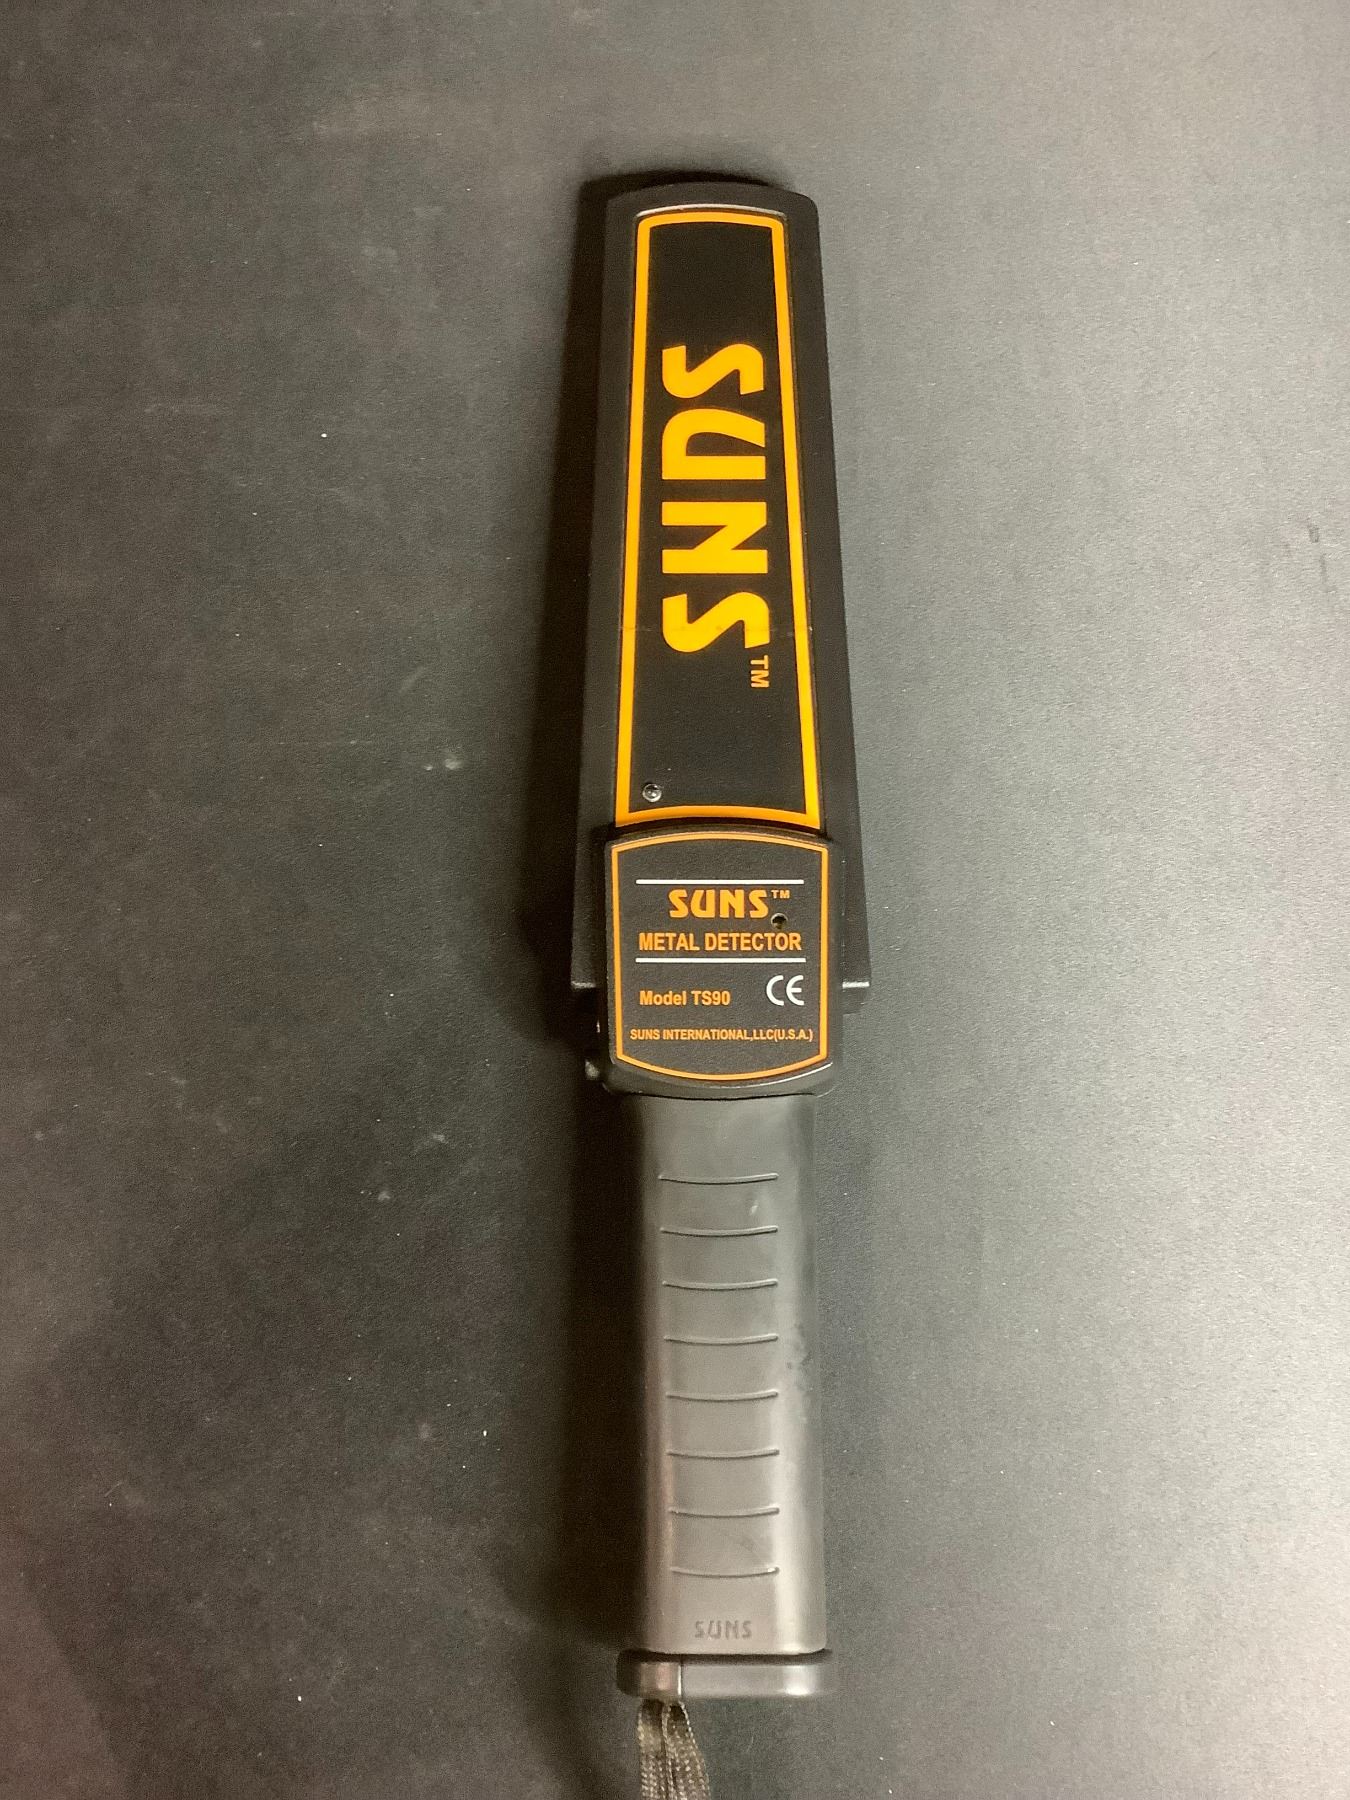 SUNS™
SUNS™
METAL DETECTOR
Model TS90 CE
SUNS INTERNATIONAL,LLC(U.S.A.)
SUNS